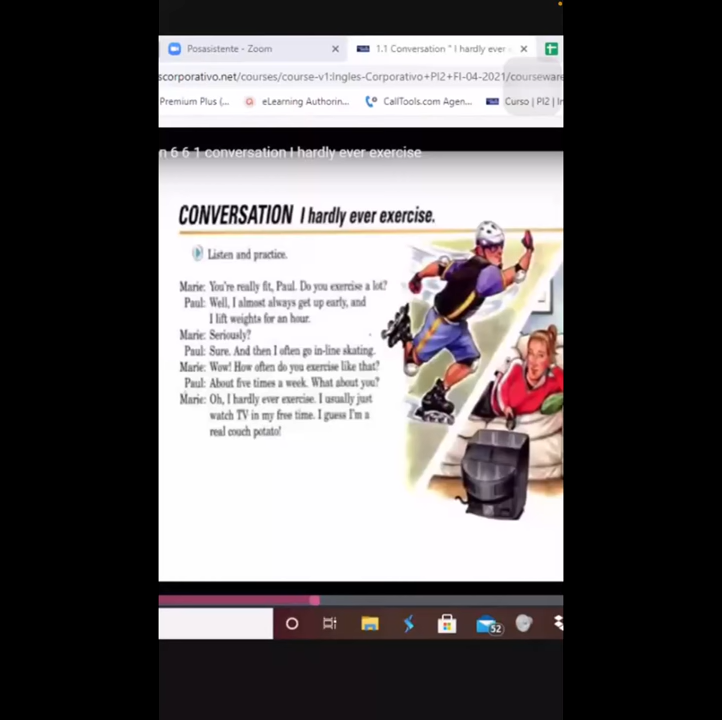 Posasistente - Zoom
1.1 Conversation " I hardly ever
scorporativo.net/courses/course-v1:Ingles-Corporativo+PI2+FI-04-2021/courseware
Premium Plus (... eLearning Authorin... CallTools.com Agen... Curso | PI2 |
n 6 6 1 conversation I hardly ever exercise
CONVERSATION I hardly ever exercise.
Listen and practice.
Marie: You're really fit, Paul. Do you exercise a lot?
Paul: Well, I almost always get up early, and
I lift weights for an hour.
Marie: Seriously?
Paul: Sure. And then I often go in-line skating.
Marie: Wow! How often do you exercise like that?
Paul: About five times a week. What about you?
Marie: Oh, I hardly ever exercise. I usually just
watch TV in my free time. I guess I'm a
real couch potato!
52